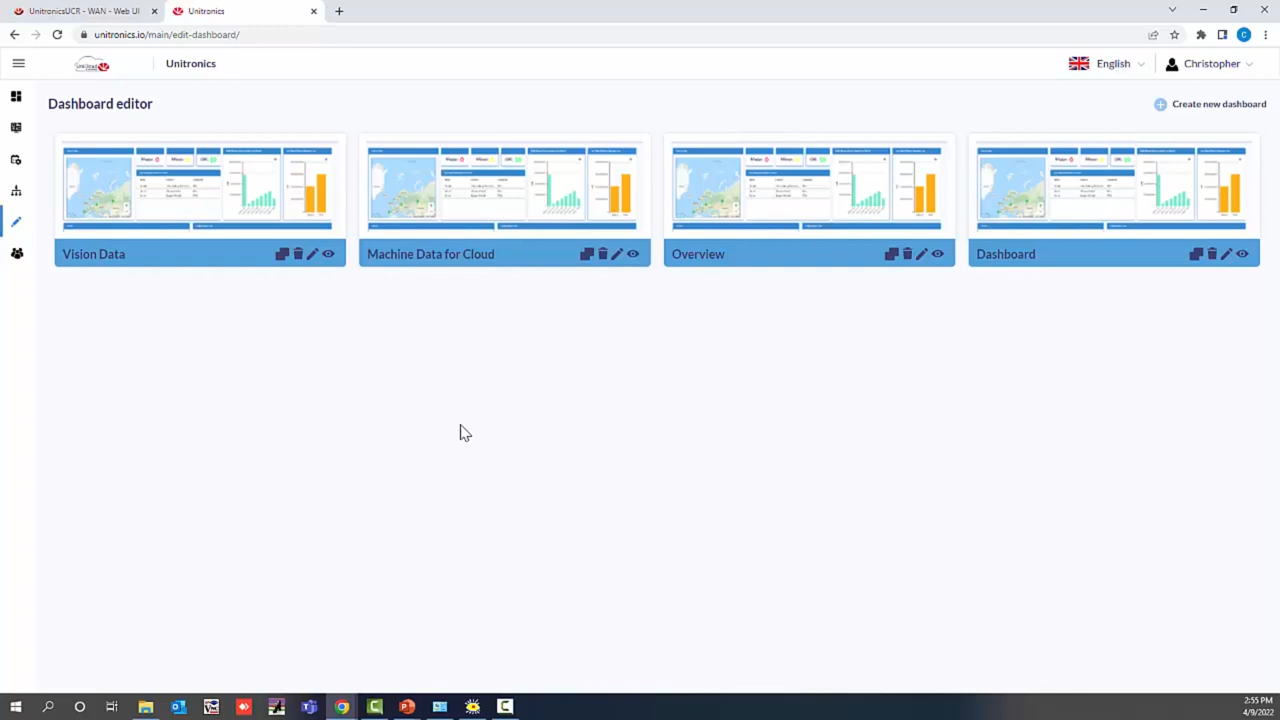 UnitronicsUCR - WAN - Web UI
Unitronics
unitronics.io/main/edit-dashboard/
Unitronics
English
Christopher
Dashboard editor
Create new dashboard
Vision Data
Machine Data for Cloud
Overview
Dashboard
2:55 PM
4/9/2022